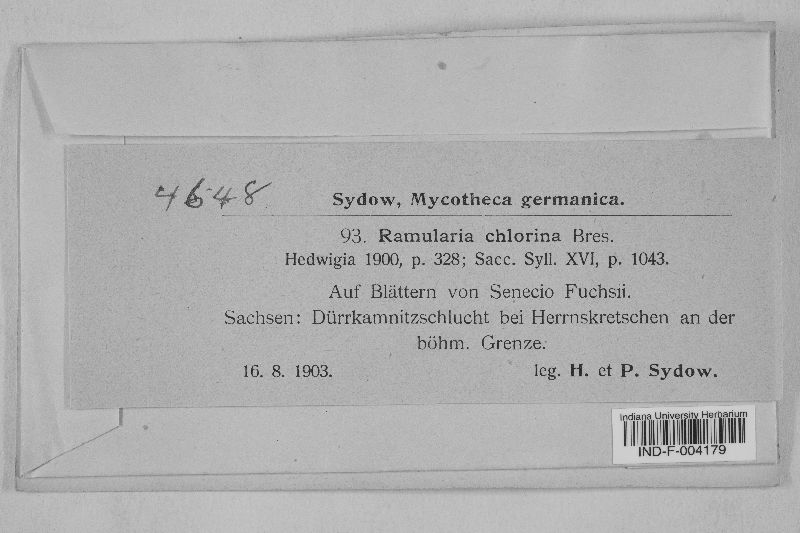 4648
Sydow, Mycotheca germanica.
93. Ramularia chlorina Bres.
Hedwigia 1900, p. 328; Sacc. Syll. XVI, p. 1043.
Auf Blättern von Senecio Fuchsii.
Sachsen: Dürrkamnitzschlucht bei Herrnskretschen an der
böhm. Grenze.
16. 8. 1903. leg. H. et P. Sydow.
Indiana University Herbarium
IND-F-004179